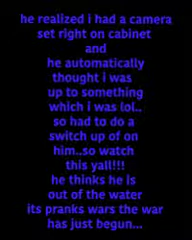 he realized i had a camera
set right on cabinet
and
he automatically
thought i was
up to something
which i was lol..
so had to do a
switch up of on
him..so watch
this yall!!!
he thinks he is
out of the water
its pranks wars the war
has just begun...